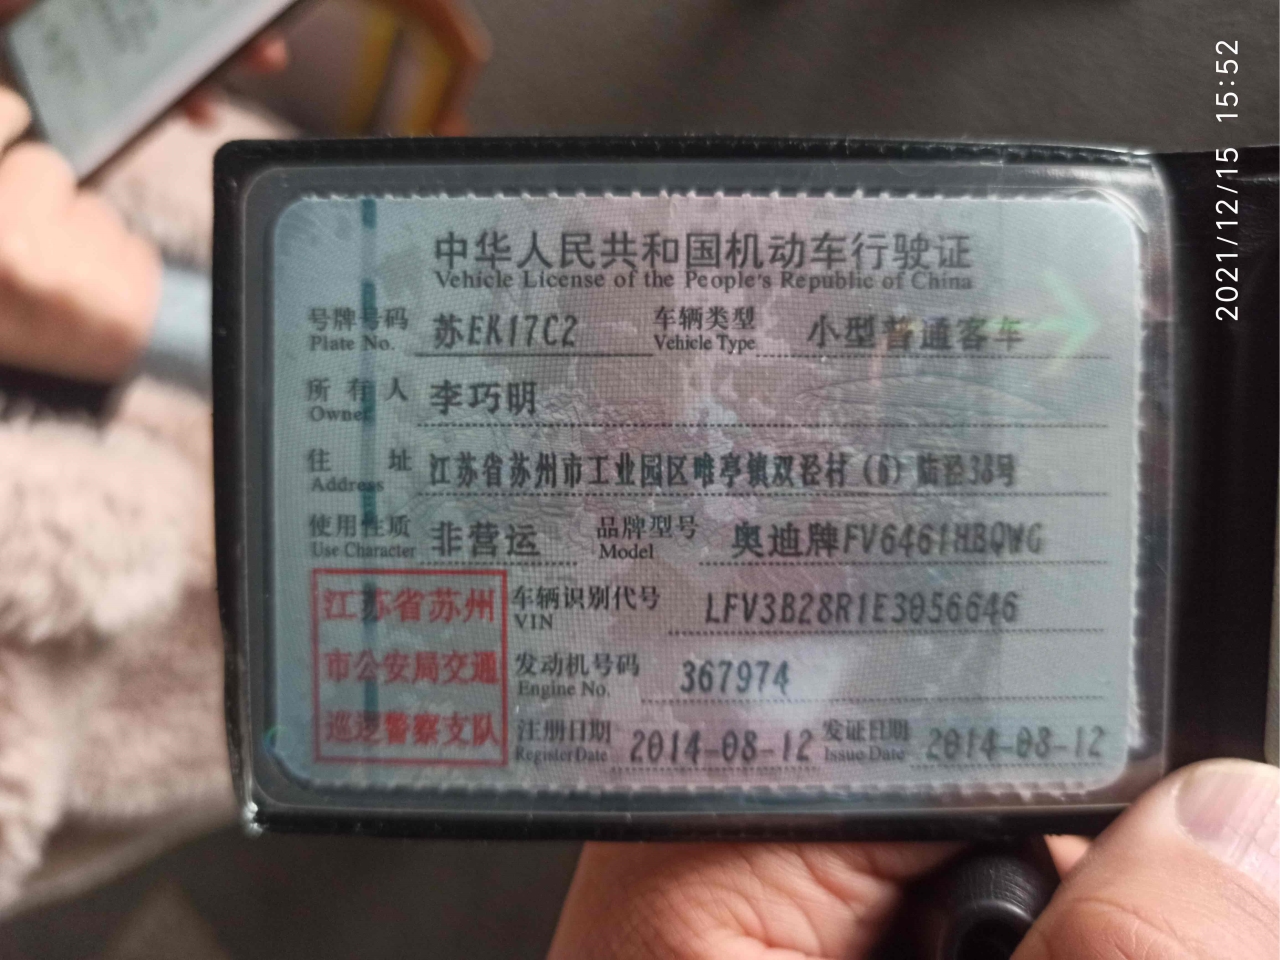 2021/12/15 15:52
中华人民共和国机动车行驶证
Vehicle License of the People's Republic of China
号牌号码 苏EK17C2 车辆类型 小型普通客车
Plate No. Vehicle Type
所有人 李巧明
Owner
住址 江苏省苏州市工业园区唯亭镇双泾村(6)陆泾38号
Address
使用性质 非营运 品牌型号 奥迪牌FV6461HBQWG
Use Character Model
江苏省苏州 车辆识别代号 LFV3B28R1E3056646
VIN
市公安局交通 发动机号码 367974
Engine No.
巡逻警察支队 注册日期 2014-08-12 发证日期 2014-08-12
Register Date Issue Date